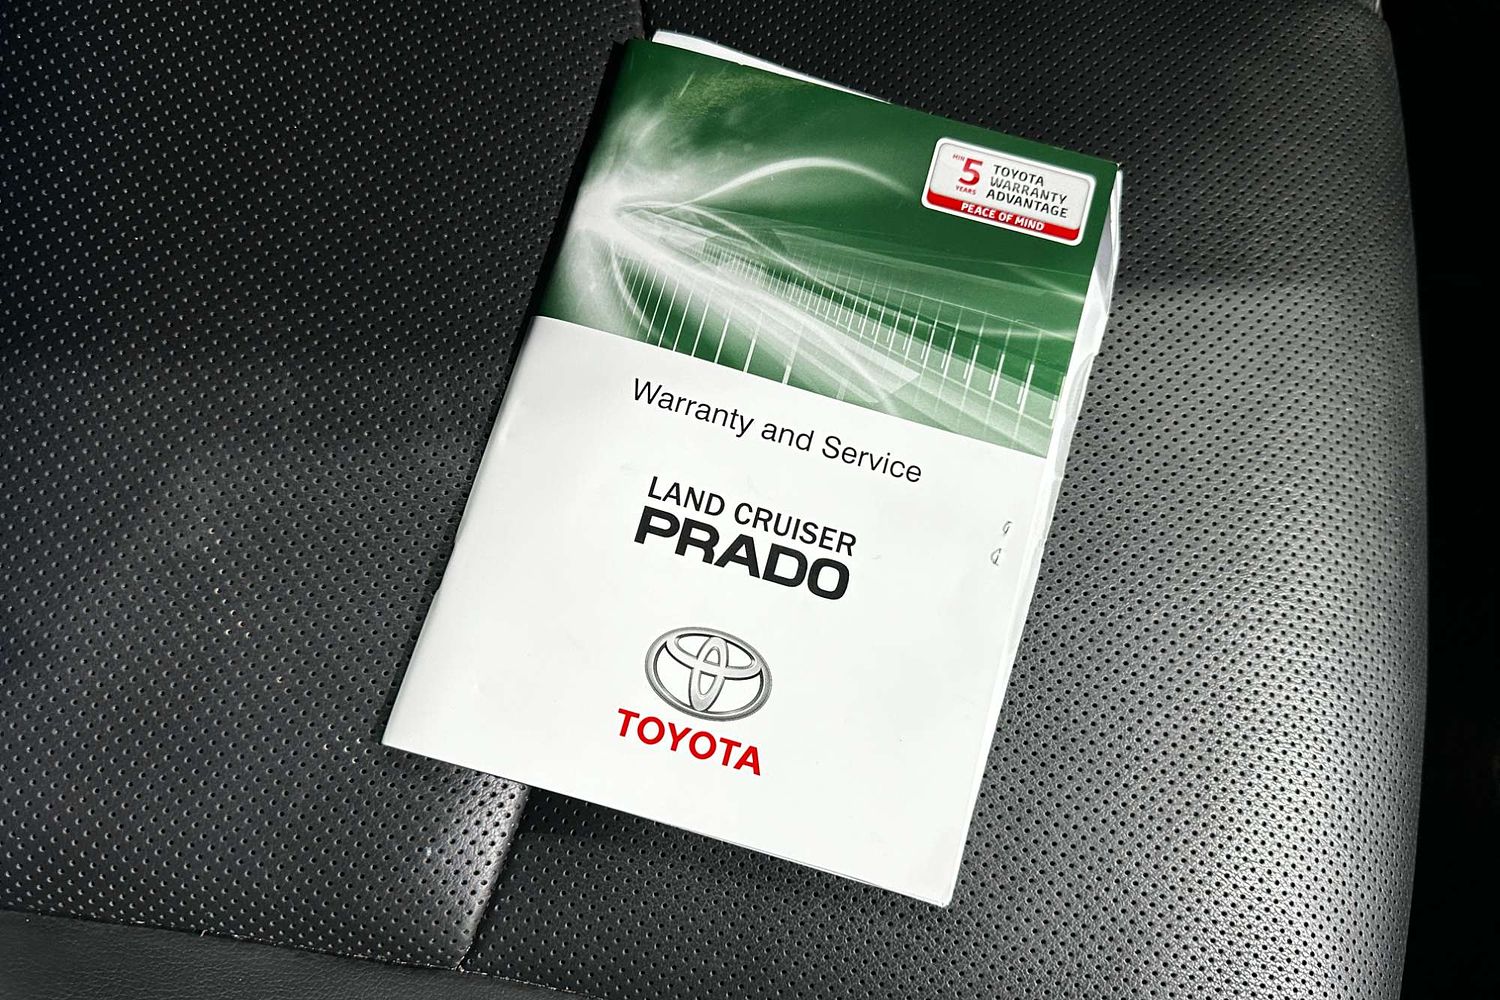 MIN
5
YEARS
TOYOTA
WARRANTY
ADVANTAGE
PEACE OF MIND
Warranty and Service
LAND CRUISER
PRADO
TOYOTA